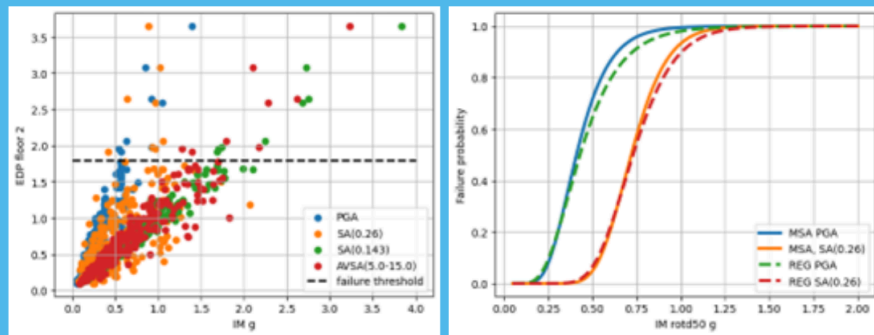 3.5
3.0
2.5
2
1.5
1.0
0.5
0.0
EDP floor 2
0.0 0.5 1.0 1.5 2.0 2.5 3.0 3.5 4.0
IM g
PGA
SA(0.26)
SA(0.143)
AVSA(5.0-15.0)
failure threshold
1.0
0.8
0.6
0.4
0.2
0.0
Failure probability
0.00 0.25 0.50 0.75 1.00 1.25 1.50 1.75 2.00
IM rotd50 g
MSA PGA
MSA, SA(0.26)
REG PGA
REG SA(0.26)